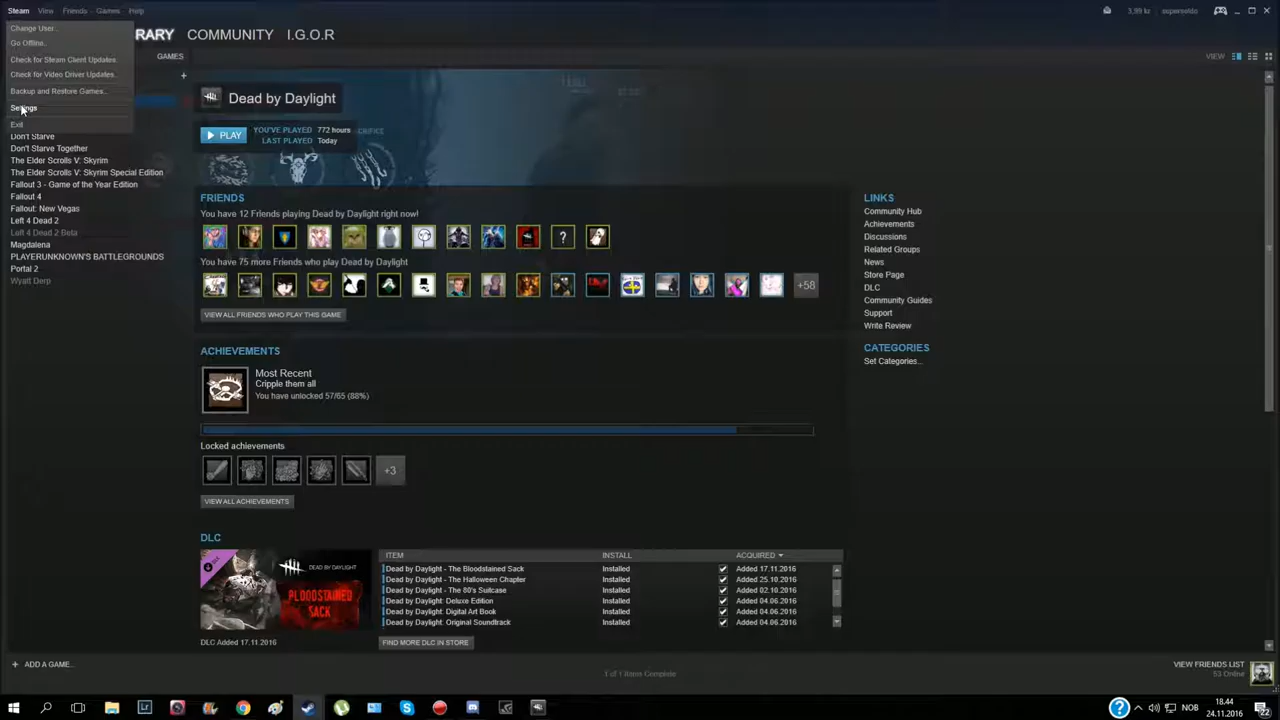 Steam View Friends Games Help
3,99 kr superseldo
Change User...
Go Offline...
Check for Steam Client Updates...
Check for Video Driver Updates...
Backup and Restore Games...
Settings
Exit
RARY COMMUNITY I.G.O.R
GAMES
VIEW
+
Don't Starve
Don't Starve Together
The Elder Scrolls V: Skyrim
The Elder Scrolls V: Skyrim Special Edition
Fallout 3 - Game of the Year Edition
Fallout 4
Fallout: New Vegas
Left 4 Dead 2
Left 4 Dead 2 Beta
Magdalena
PLAYERUNKNOWN'S BATTLEGROUNDS
Portal 2
Wyatt Derp
Dead by Daylight
PLAY
YOU'VE PLAYED 772 hours
LAST PLAYED Today
FRIENDS
You have 12 Friends playing Dead by Daylight right now!
?
You have 75 more Friends who play Dead by Daylight
+58
VIEW ALL FRIENDS WHO PLAY THIS GAME
ACHIEVEMENTS
Most Recent
Cripple them all
You have unlocked 57/65 (88%)
Locked achievements
+3
VIEW ALL ACHIEVEMENTS
DLC
DEAD BY DAYLIGHT
BLOODSTAINED
SACK
DLC Added 17.11.2016
ITEM INSTALL ACQUIRED
Dead by Daylight - The Bloodstained Sack Installed Added 17.11.2016
Dead by Daylight - The Halloween Chapter Installed Added 25.10.2016
Dead by Daylight - The 80's Suitcase Installed Added 02.10.2016
Dead by Daylight: Deluxe Edition Installed Added 04.06.2016
Dead by Daylight: Digital Art Book Installed Added 04.06.2016
Dead by Daylight: Original Soundtrack Installed Added 04.06.2016
FIND MORE DLC IN STORE
LINKS
Community Hub
Achievements
Discussions
Related Groups
News
Store Page
DLC
Community Guides
Support
Write Review
CATEGORIES
Set Categories...
+ ADD A GAME...
1 of 1 Items Complete
VIEW FRIENDS LIST
53 Online
NOB
18.44
24.11.2016
22